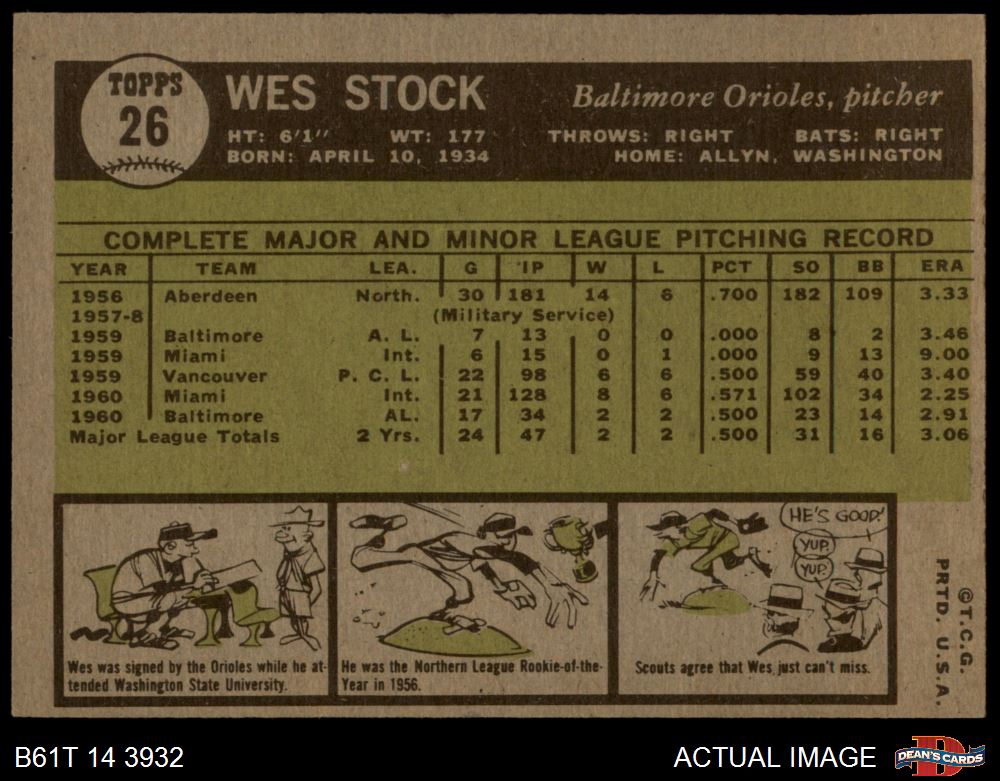 TOPPS
26
WES STOCK
Baltimore Orioles, pitcher
HT: 6'1" WT: 177 THROWS: RIGHT BATS: RIGHT
BORN: APRIL 10, 1934 HOME: ALLYN, WASHINGTON
COMPLETE MAJOR AND MINOR LEAGUE PITCHING RECORD
YEAR TEAM LEA. G IP W L PCT SO BB ERA
1956 Aberdeen North. 30 181 14 6 .700 182 109 3.33
1957-8 (Military Service)
1959 Baltimore A. L. 7 13 0 0 .000 8 2 3.46
1959 Miami Int. 6 15 0 1 .000 9 13 9.00
1959 Vancouver P. C. L. 22 98 6 6 .500 59 40 3.40
1960 Miami Int. 21 128 8 6 .571 102 34 2.25
1960 Baltimore AL. 17 34 2 2 .500 23 14 2.91
Major League Totals 2 Yrs. 24 47 2 2 .500 31 16 3.06
Wes was signed by the Orioles while he at-
tended Washington State University.
He was the Northern League Rookie-of-the-
Year in 1956.
HE'S GOOD!
YUP.
YUP.
Scouts agree that Wes just can't miss.
©T.C.G.
PRTD. U.S.A.
B61T 14 3932
ACTUAL IMAGE
DEAN'S CARDS